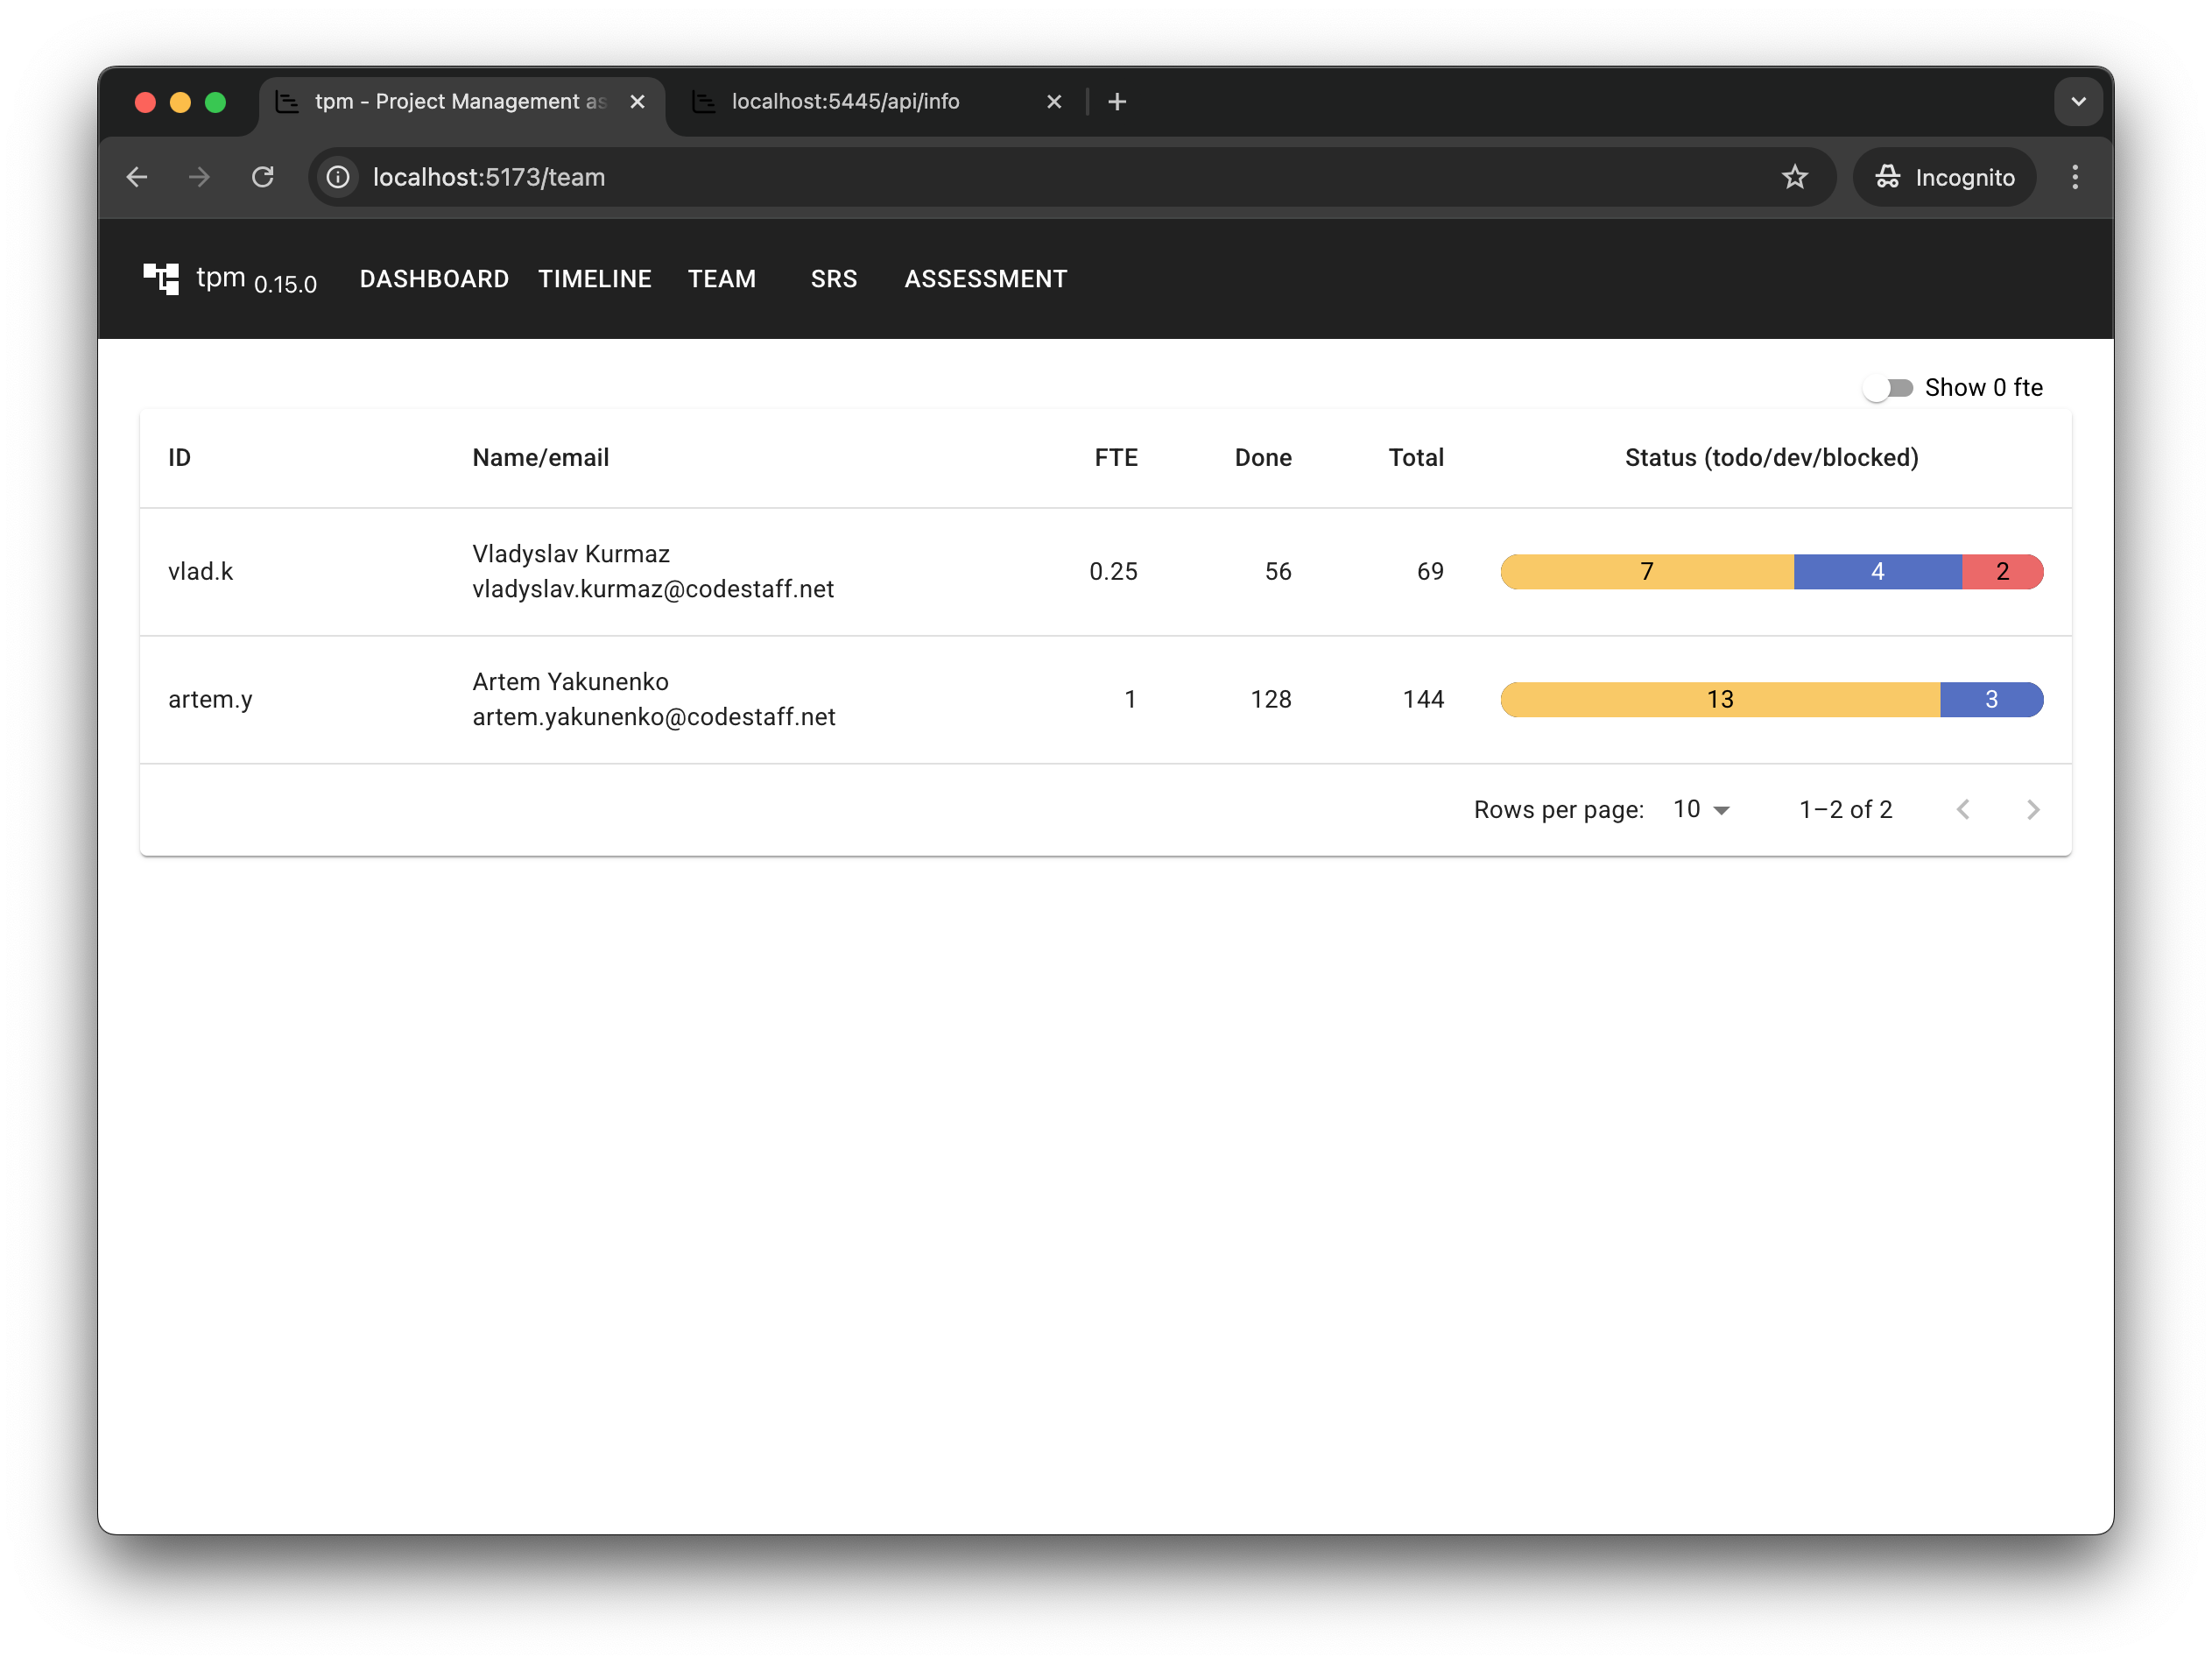 tpm - Project Management as
localhost:5445/api/info
localhost:5173/team
Incognito
tpm 0.15.0 DASHBOARD TIMELINE TEAM SRS ASSESSMENT
Show 0 fte
ID Name/email FTE Done Total Status (todo/dev/blocked)
vlad.k Vladyslav Kurmaz 0.25 56 69 7 4 2
vladyslav.kurmaz@codestaff.net
artem.y Artem Yakunenko 1 128 144 13 3
artem.yakunenko@codestaff.net
Rows per page: 10 1–2 of 2